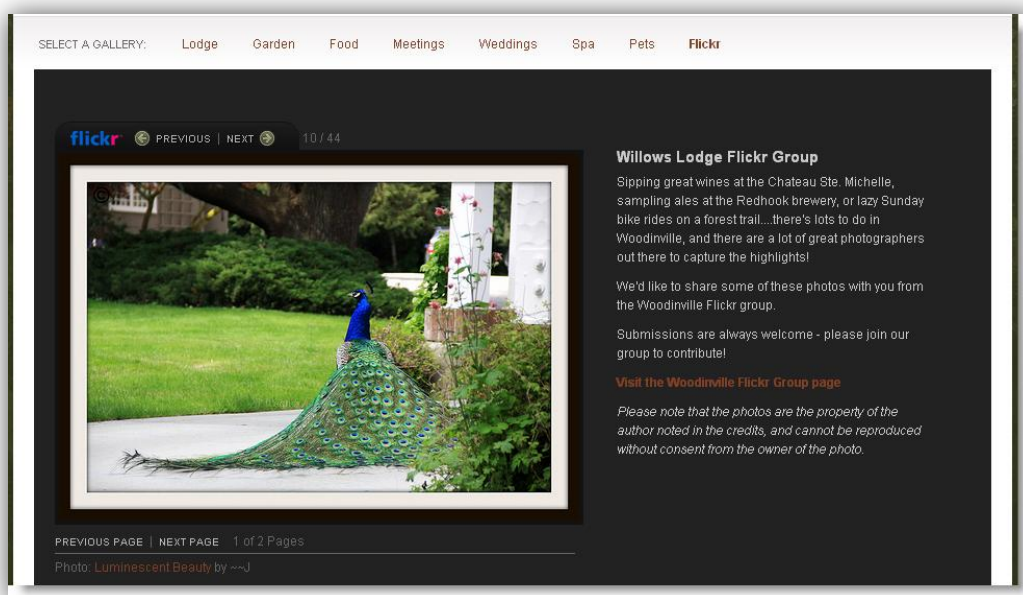 SELECT A GALLERY: Lodge Garden Food Meetings Weddings Spa Pets Flickr
flickr PREVIOUS | NEXT 10 / 44
©
Willows Lodge Flickr Group
Sipping great wines at the Chateau Ste. Michelle,
sampling ales at the Redhook brewery, or lazy Sunday
bike rides on a forest trail....there's lots to do in
Woodinville, and there are a lot of great photographers
out there to capture the highlights!
We'd like to share some of these photos with you from
the Woodinville Flickr group.
Submissions are always welcome - please join our
group to contribute!
Visit the Woodinville Flickr Group page
Please note that the photos are the property of the
author noted in the credits, and cannot be reproduced
without consent from the owner of the photo.
PREVIOUS PAGE | NEXT PAGE 1 of 2 Pages
Photo: Luminescent Beauty by ~~J